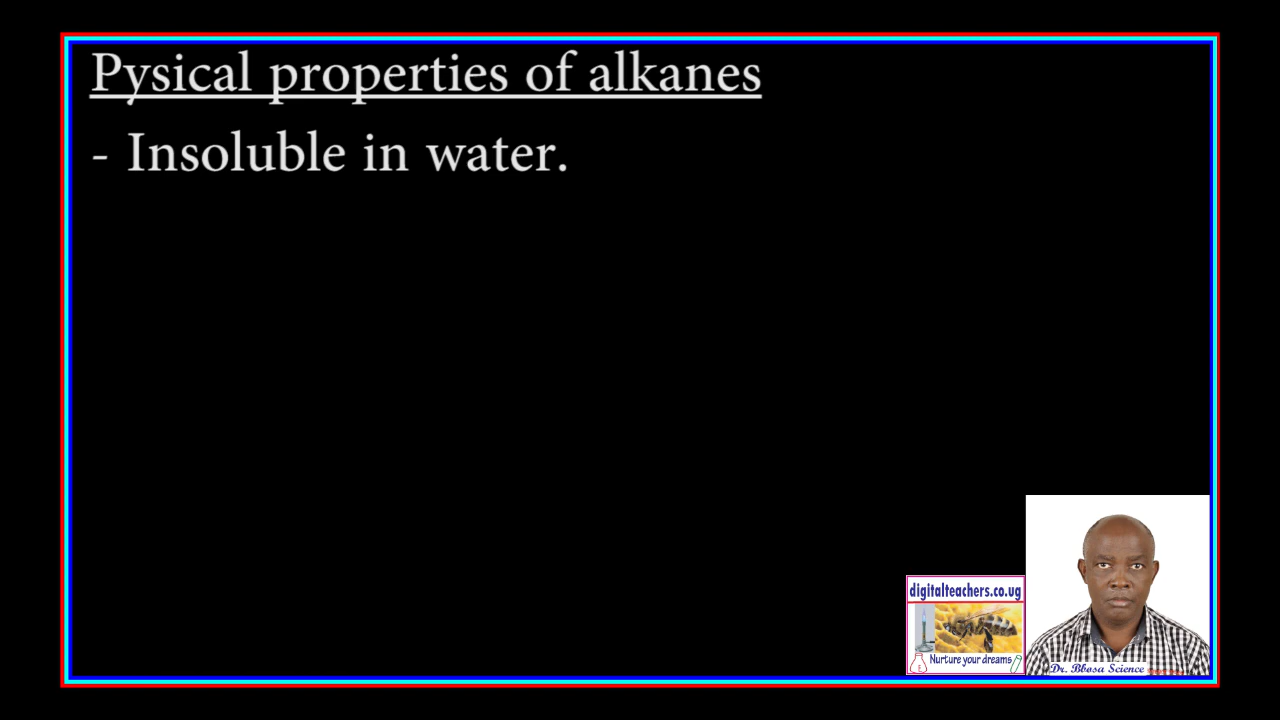 Pysical properties of alkanes
- Insoluble in water.
digitalteachers.co.ug
Nurture your dreams
Dr. Bbosa Science